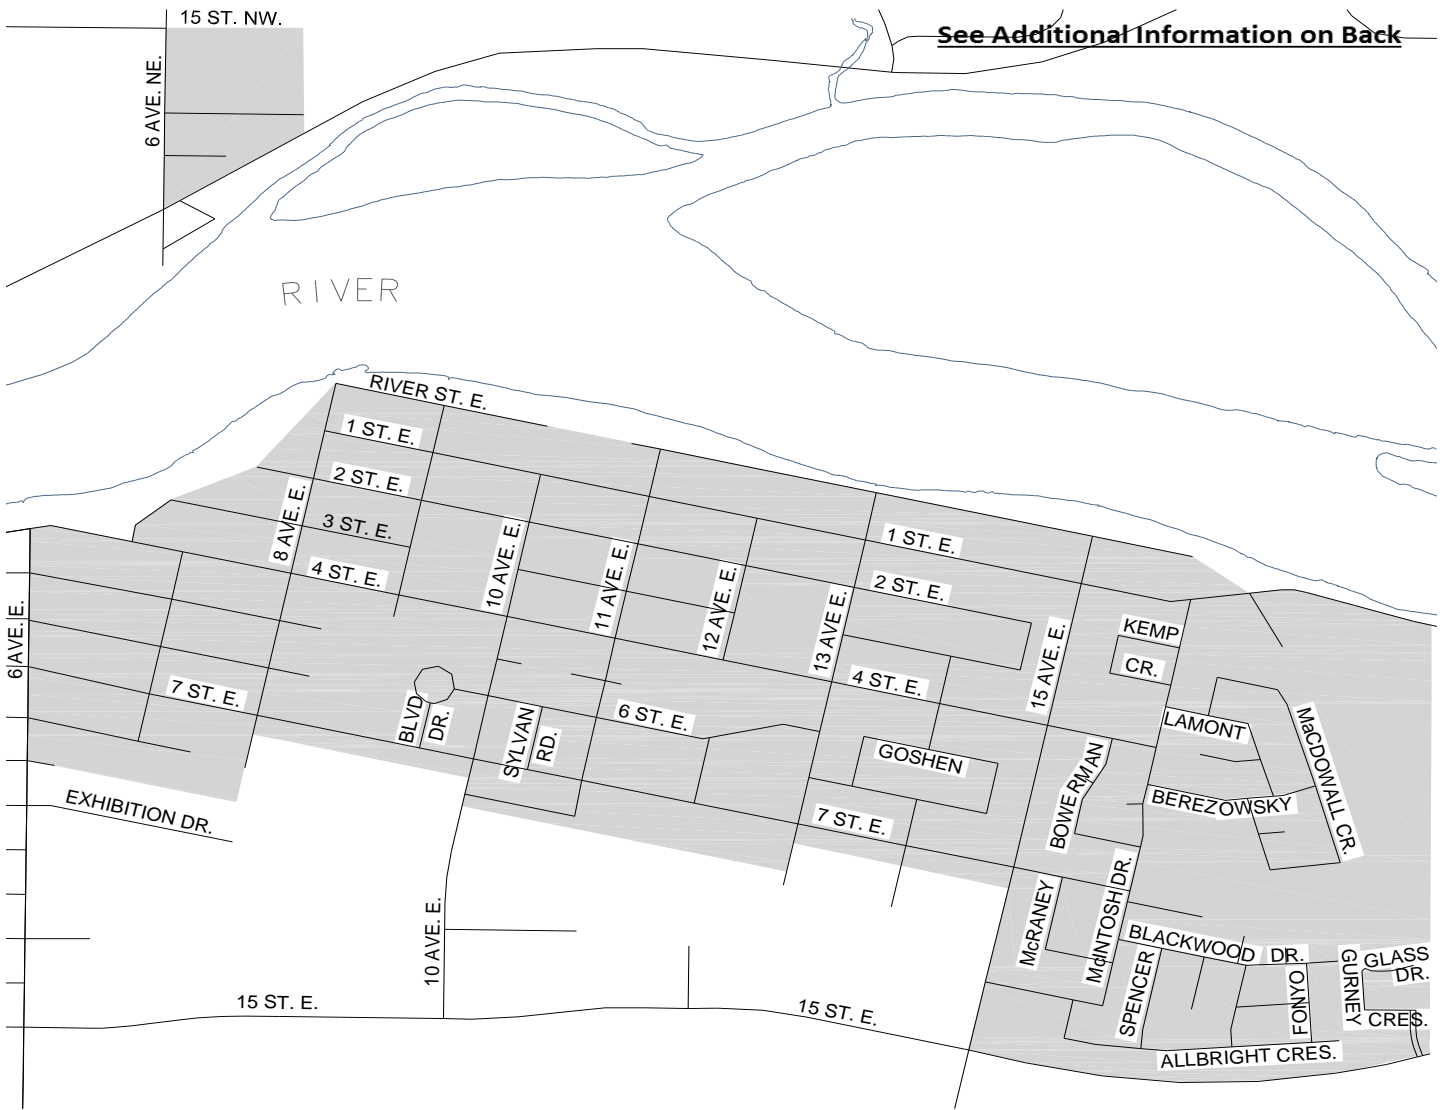 15 ST. NW.
See Additional Information on Back
6 AVE. NE.
RIVER
RIVER ST. E.
1 ST. E.
2 ST. E.
8 AVE. E.
3 ST. E.
4 ST. E.
10 AVE. E.
11 AVE. E.
12 AVE. E.
13 AVE E.
1 ST. E.
2 ST. E.
15 AVE. E.
KEMP
CR.
6 AVE. E.
7 ST. E.
BLVD
DR.
SYLVAN
RD.
6 ST. E.
4 ST. E.
GOSHEN
LAMONT
MaCDOWALL CR.
BOWERMAN
BEREZOWSKY
EXHIBITION DR.
7 ST. E.
McRANEY
McINTOSH DR.
10 AVE. E.
BLACKWOOD DR.
SPENCER
FONYO
GURNEY
CRES.
GLASS
DR.
15 ST. E.
15 ST. E.
ALLBRIGHT CRES.